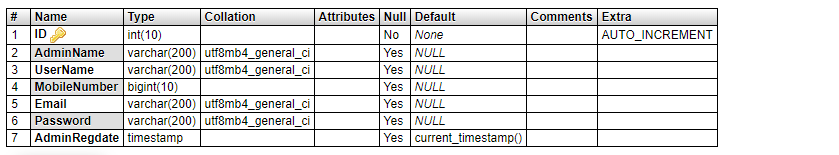 # Name Type Collation Attributes Null Default Comments Extra
1 ID int(10) No None AUTO_INCREMENT
2 AdminName varchar(200) utf8mb4_general_ci Yes NULL
3 UserName varchar(200) utf8mb4_general_ci Yes NULL
4 MobileNumber bigint(10) Yes NULL
5 Email varchar(200) utf8mb4_general_ci Yes NULL
6 Password varchar(200) utf8mb4_general_ci Yes NULL
7 AdminRegdate timestamp Yes current_timestamp()